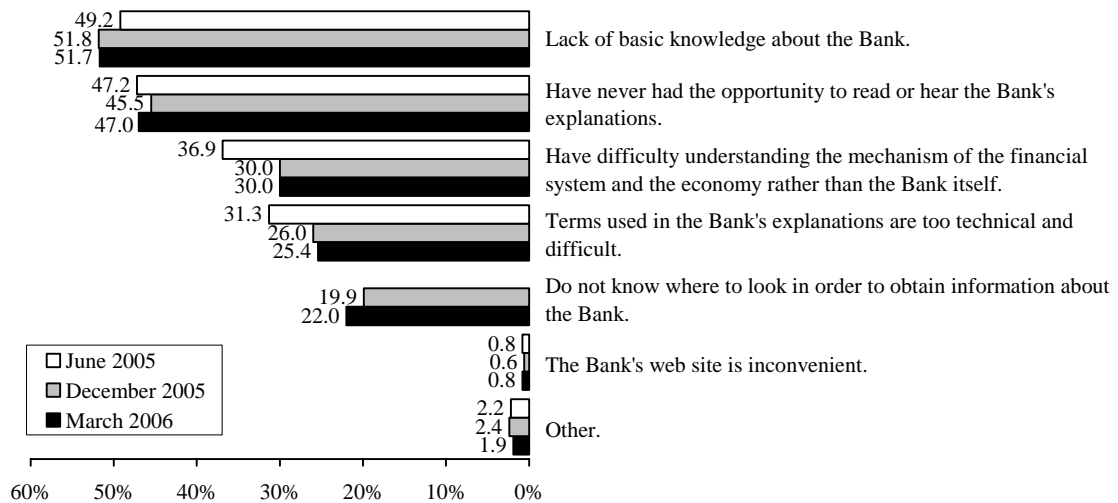 49.2
51.8
51.7
Lack of basic knowledge about the Bank.
47.2
45.5
47.0
Have never had the opportunity to read or hear the Bank's
explanations.
36.9
30.0
30.0
Have difficulty understanding the mechanism of the financial
system and the economy rather than the Bank itself.
31.3
26.0
25.4
Terms used in the Bank's explanations are too technical and
difficult.
19.9
22.0
Do not know where to look in order to obtain information about
the Bank.
0.8
0.6
0.8
The Bank's web site is inconvenient.
2.2
2.4
1.9
Other.
June 2005
December 2005
March 2006
60% 50% 40% 30% 20% 10% 0%